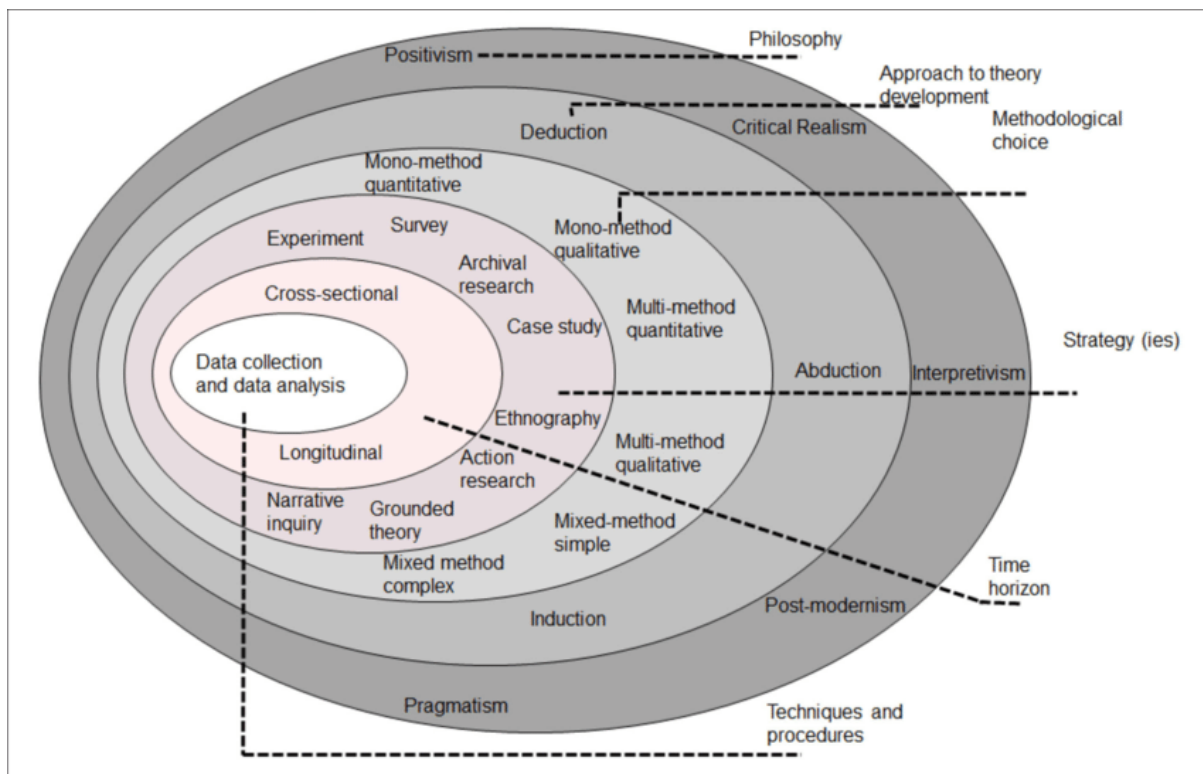 Philosophy
Positivism
Approach to theory
development
Methodological
choice
Deduction
Critical Realism
Mono-method
quantitative
Mono-method
qualitative
Survey
Experiment
Archival
research
Cross-sectional
Multi-method
quantitative
Case study
Strategy (ies)
Data collection
and data analysis
Abduction
Interpretivism
Ethnography
Multi-method
qualitative
Longitudinal
Action
research
Narrative
inquiry
Grounded
theory
Mixed-method
simple
Mixed method
complex
Time
horizon
Post-modernism
Induction
Pragmatism
Techniques and
procedures